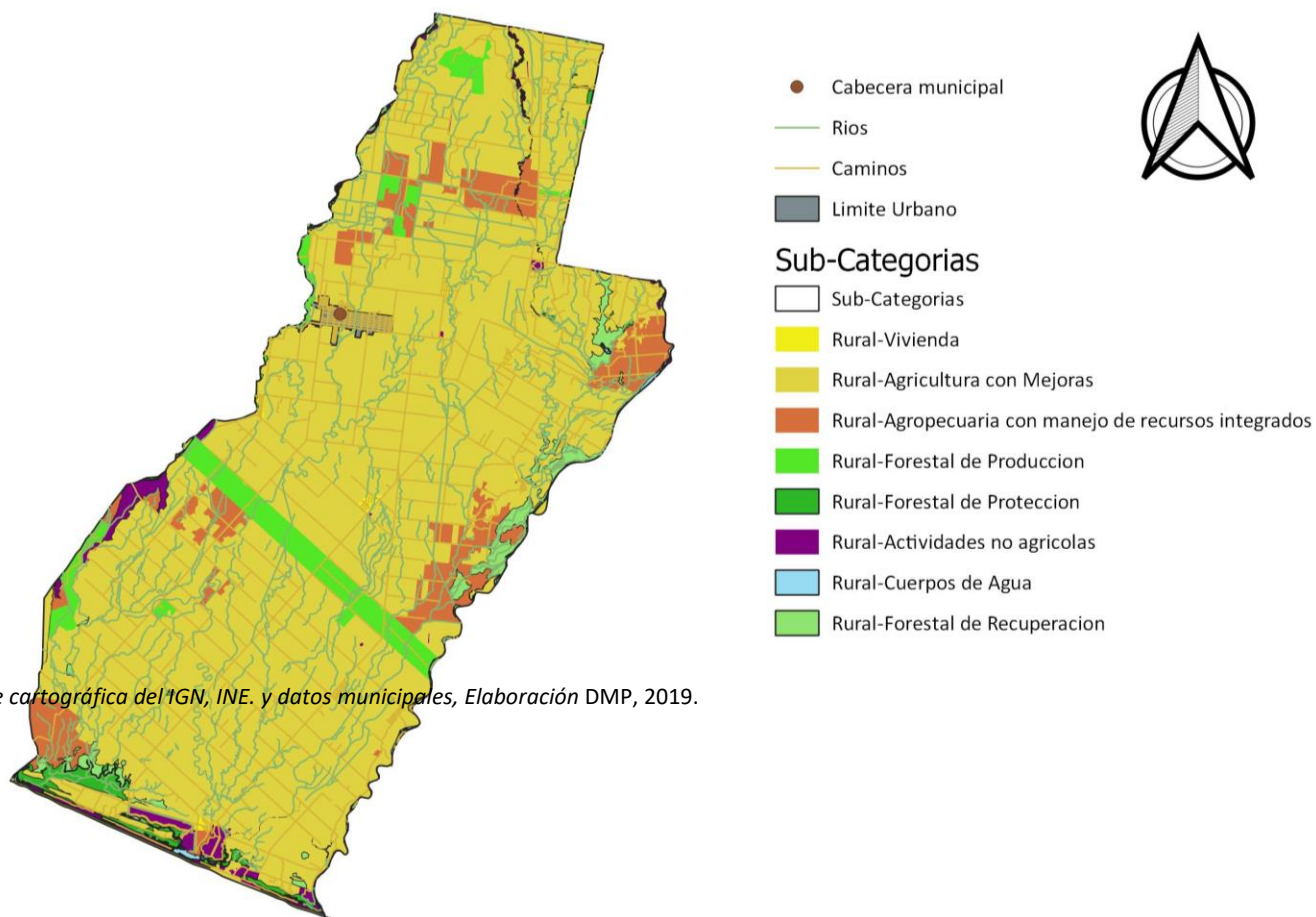 Cabecera municipal
Rios
Caminos
Limite Urbano
Sub-Categorias
Sub-Categorias
Rural-Vivienda
Rural-Agricultura con Mejoras
Rural-Agropecuaria con manejo de recursos integrados
Rural-Forestal de Produccion
Rural-Forestal de Proteccion
Rural-Actividades no agricolas
Rural-Cuerpos de Agua
Rural-Forestal de Recuperacion
e cartográfica del IGN, INE. y datos municipales, Elaboración DMP, 2019.